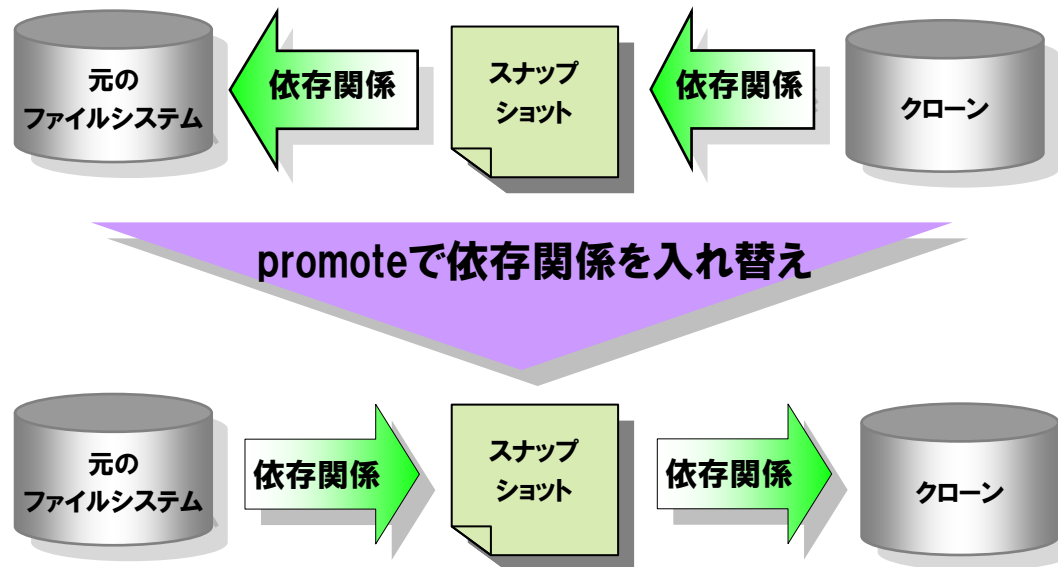 元の
ファイルシステム
依存関係
スナップ
ショット
依存関係
クローン
promoteで依存関係を入れ替え
元の
ファイルシステム
依存関係
スナップ
ショット
依存関係
クローン